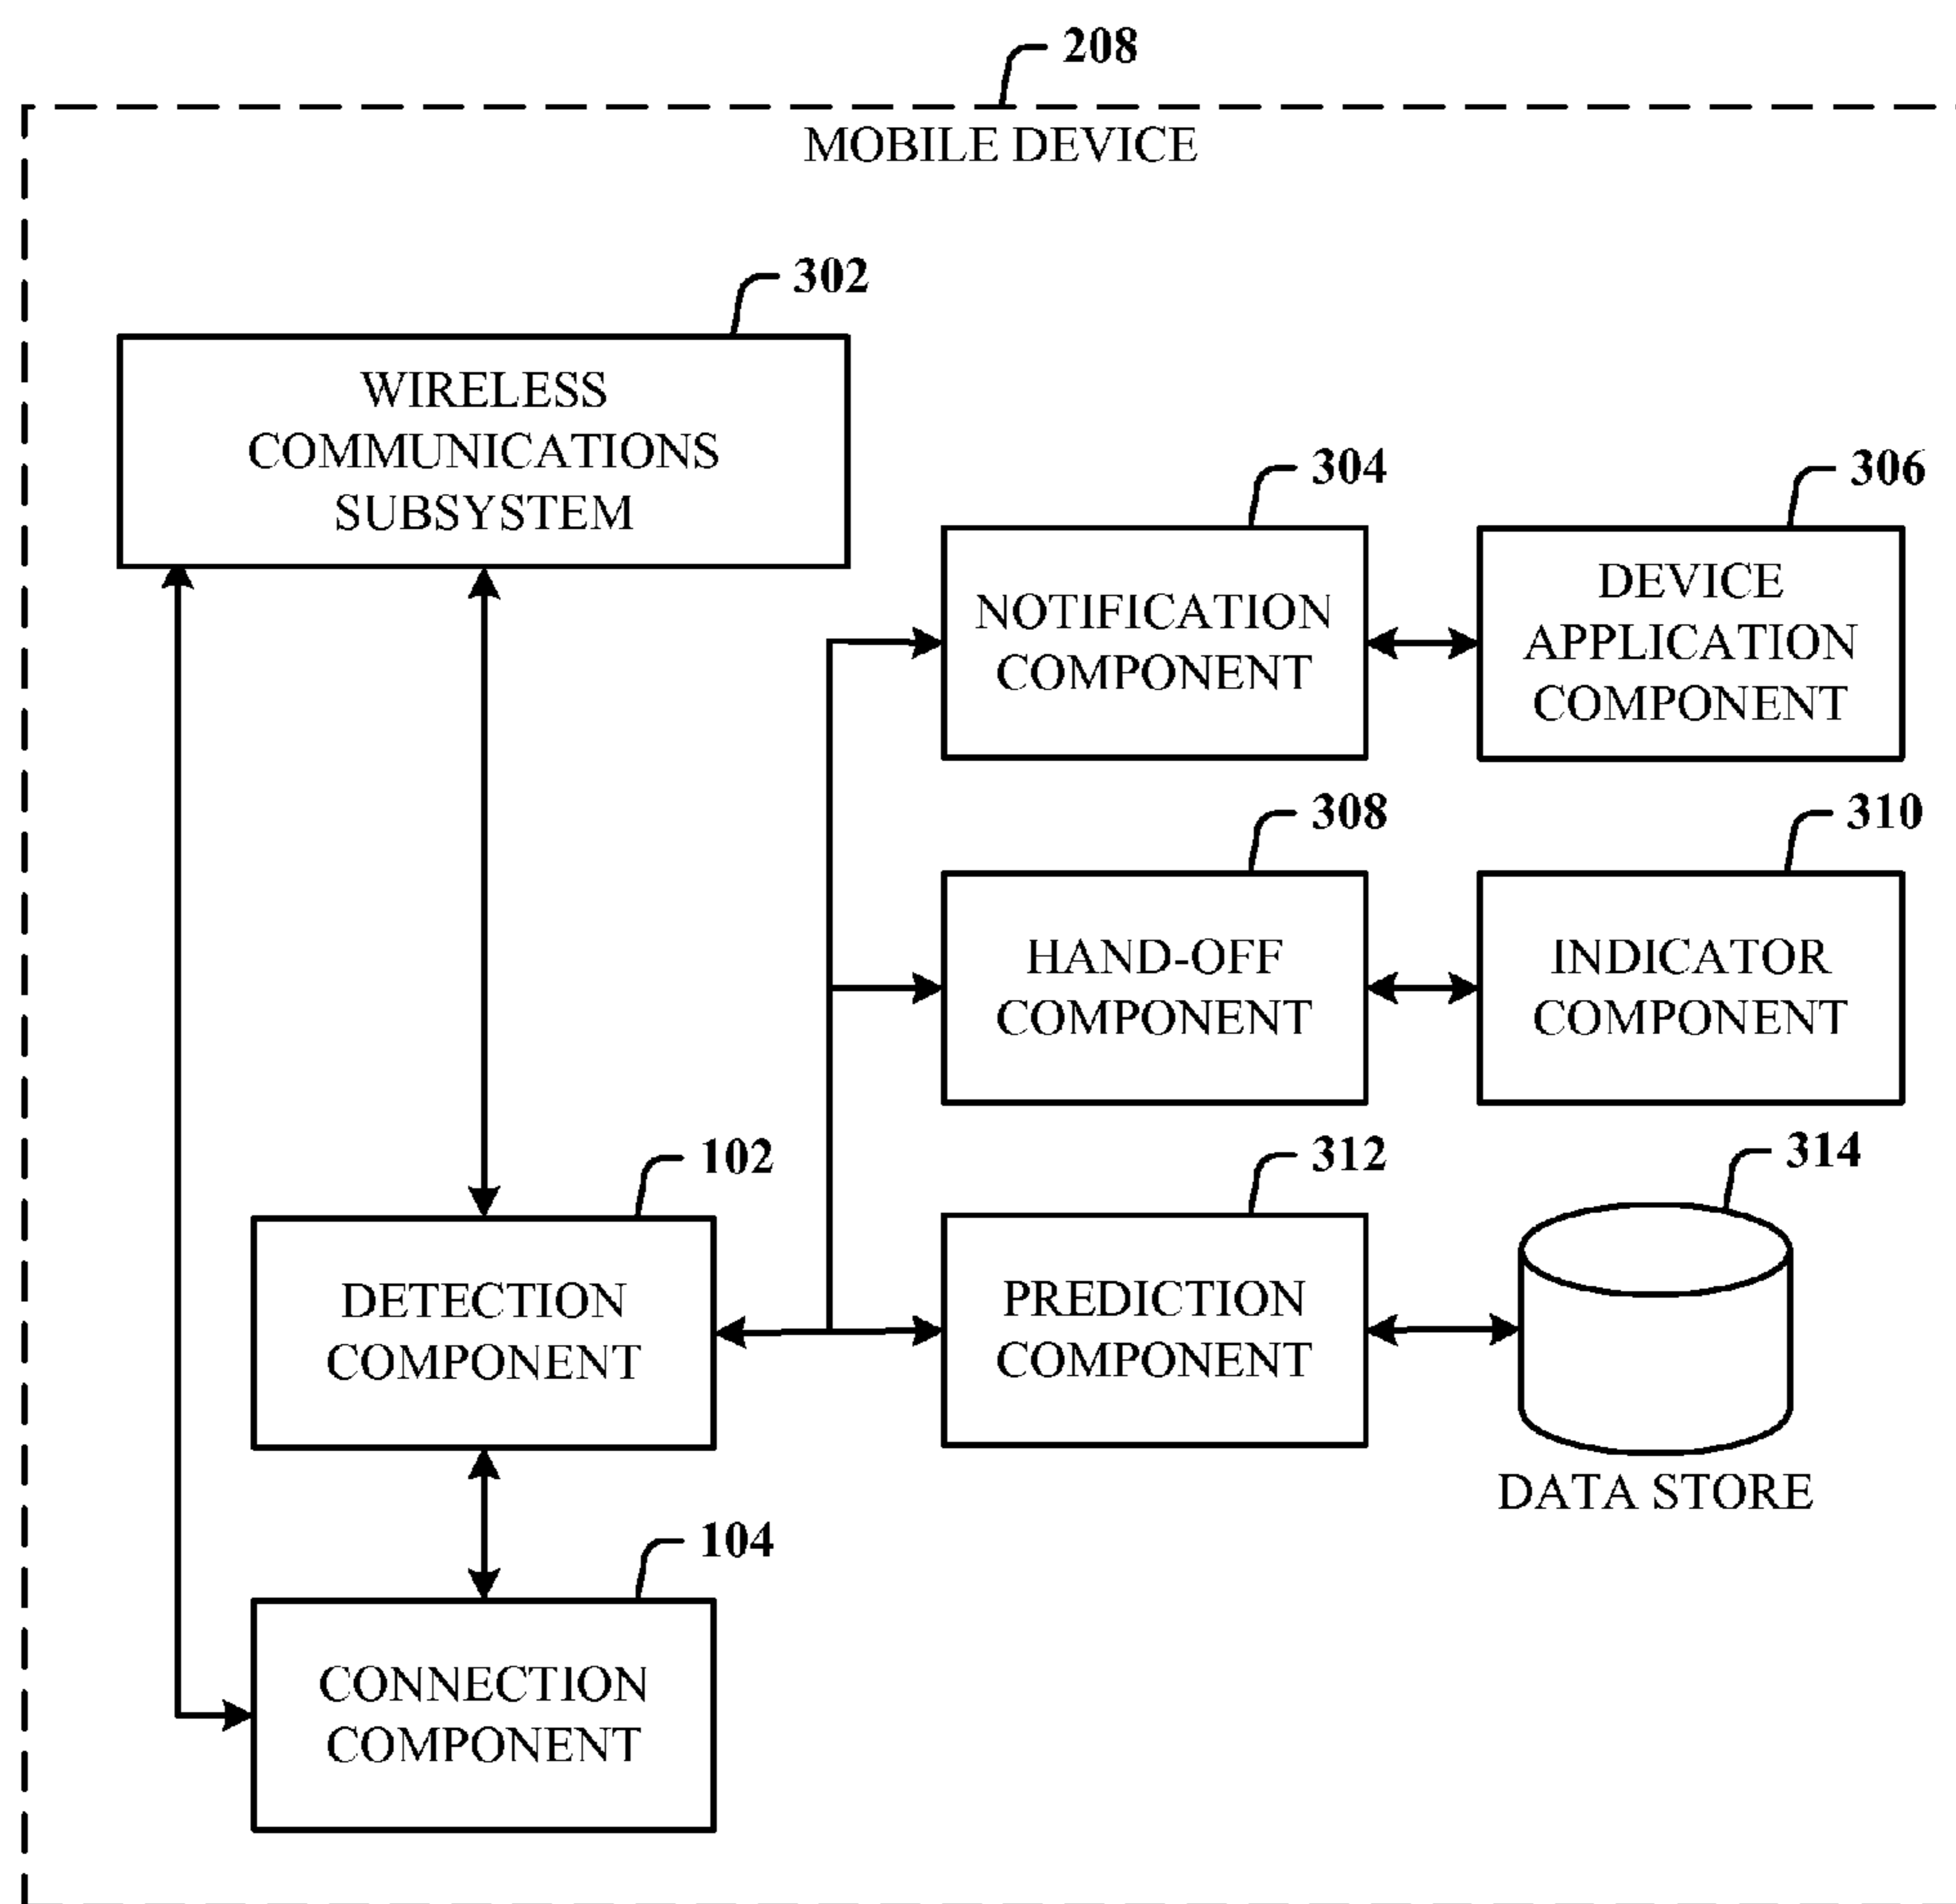 208
MOBILE DEVICE
302
WIRELESS
COMMUNICATIONS
SUBSYSTEM
304
NOTIFICATION
COMPONENT
306
DEVICE
APPLICATION
COMPONENT
308
HAND-OFF
COMPONENT
310
INDICATOR
COMPONENT
102
DETECTION
COMPONENT
312
PREDICTION
COMPONENT
314
DATA STORE
104
CONNECTION
COMPONENT